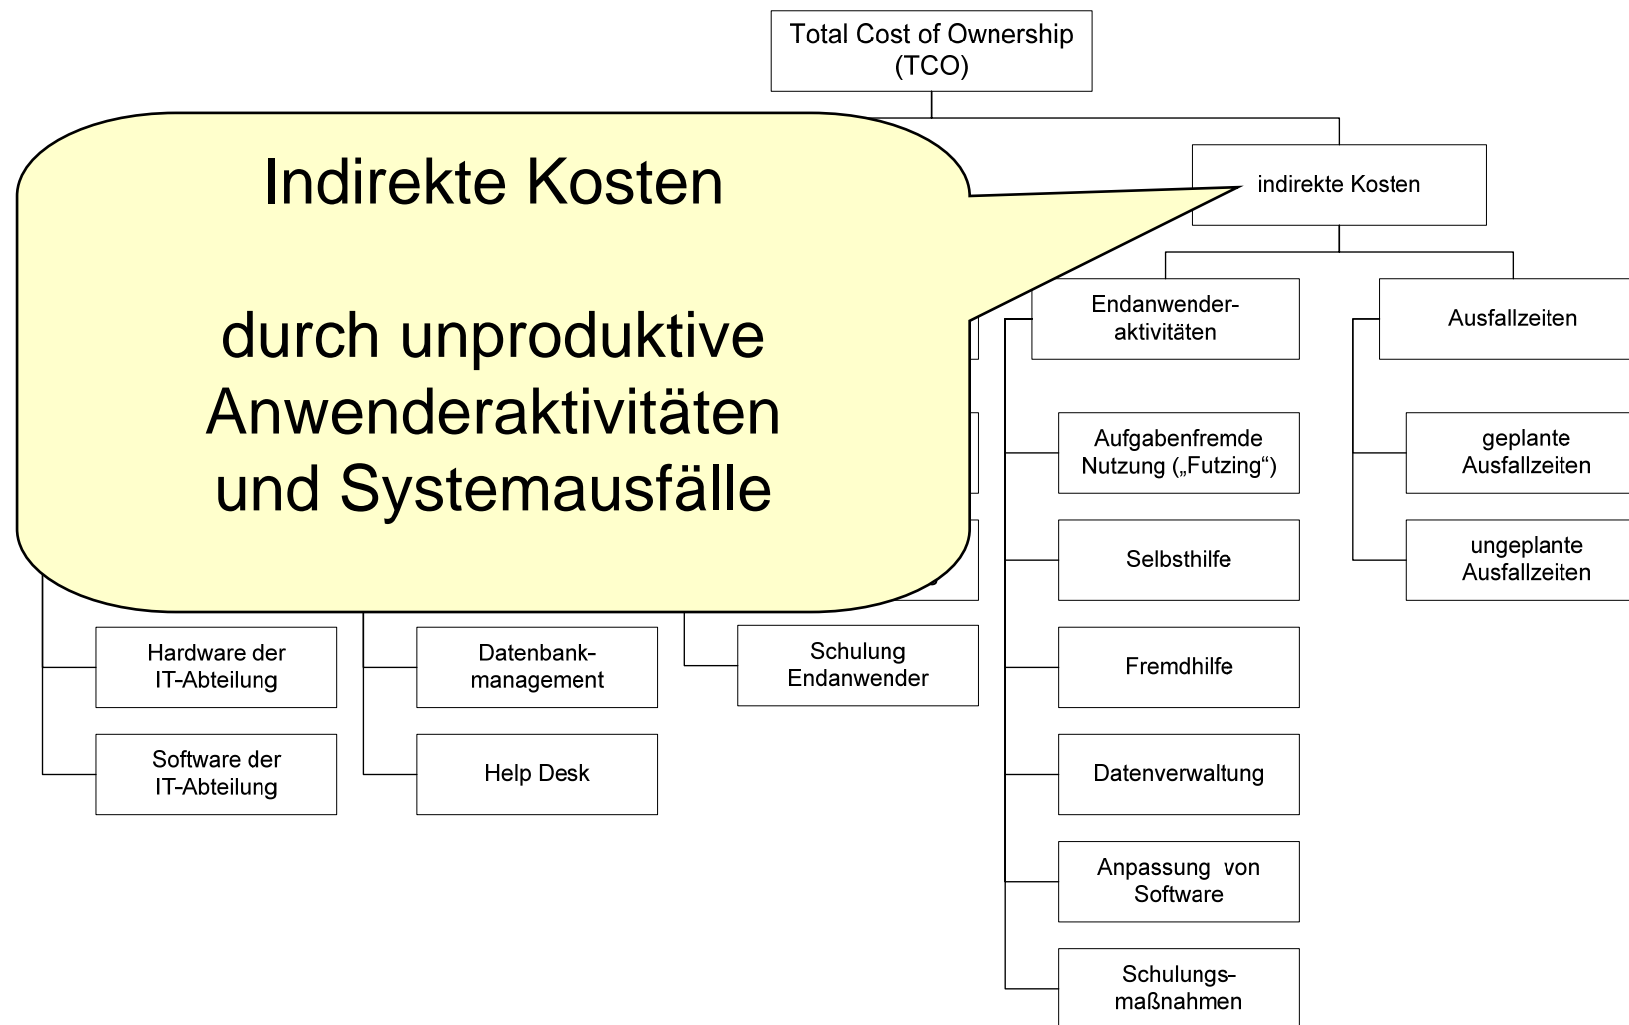 Total Cost of Ownership
(TCO)
Indirekte Kosten
durch unproduktive
Anwenderaktivitäten
und Systemausfälle
indirekte Kosten
Endanwender-
aktivitäten
Ausfallzeiten
Aufgabenfremde
Nutzung („Futzing“)
geplante
Ausfallzeiten
Selbsthilfe
ungeplante
Ausfallzeiten
Hardware der
IT-Abteilung
Datenbank-
management
Schulung
Endanwender
Fremdhilfe
Software der
IT-Abteilung
Help Desk
Datenverwaltung
Anpassung von
Software
Schulungs-
maßnahmen